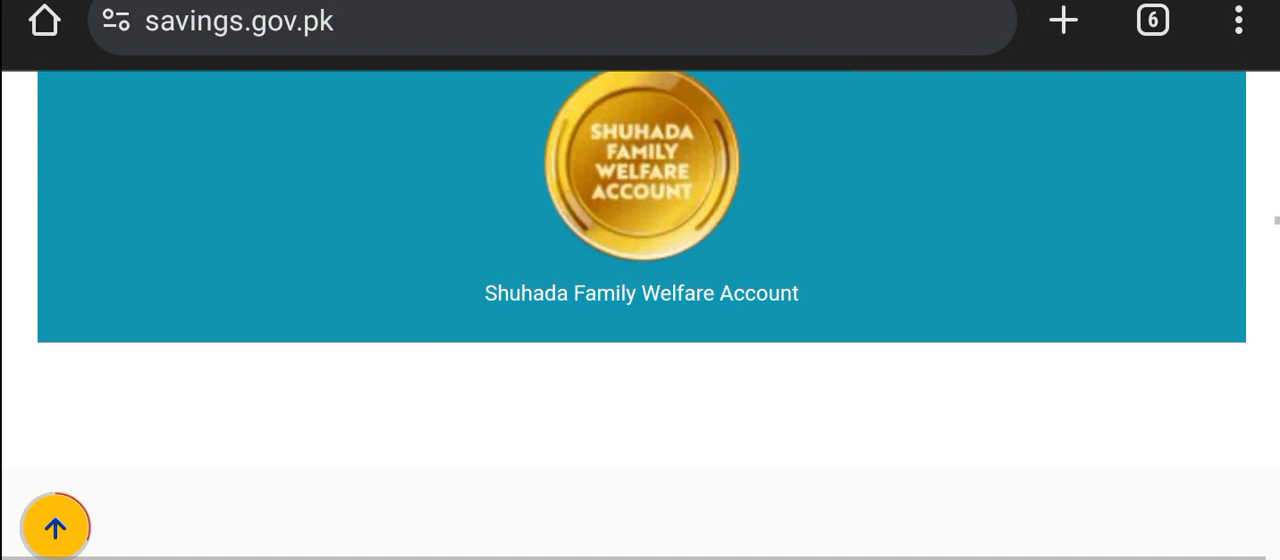 savings.gov.pk
6
SHUHADA
FAMILY
WELFARE
ACCOUNT
Shuhada Family Welfare Account